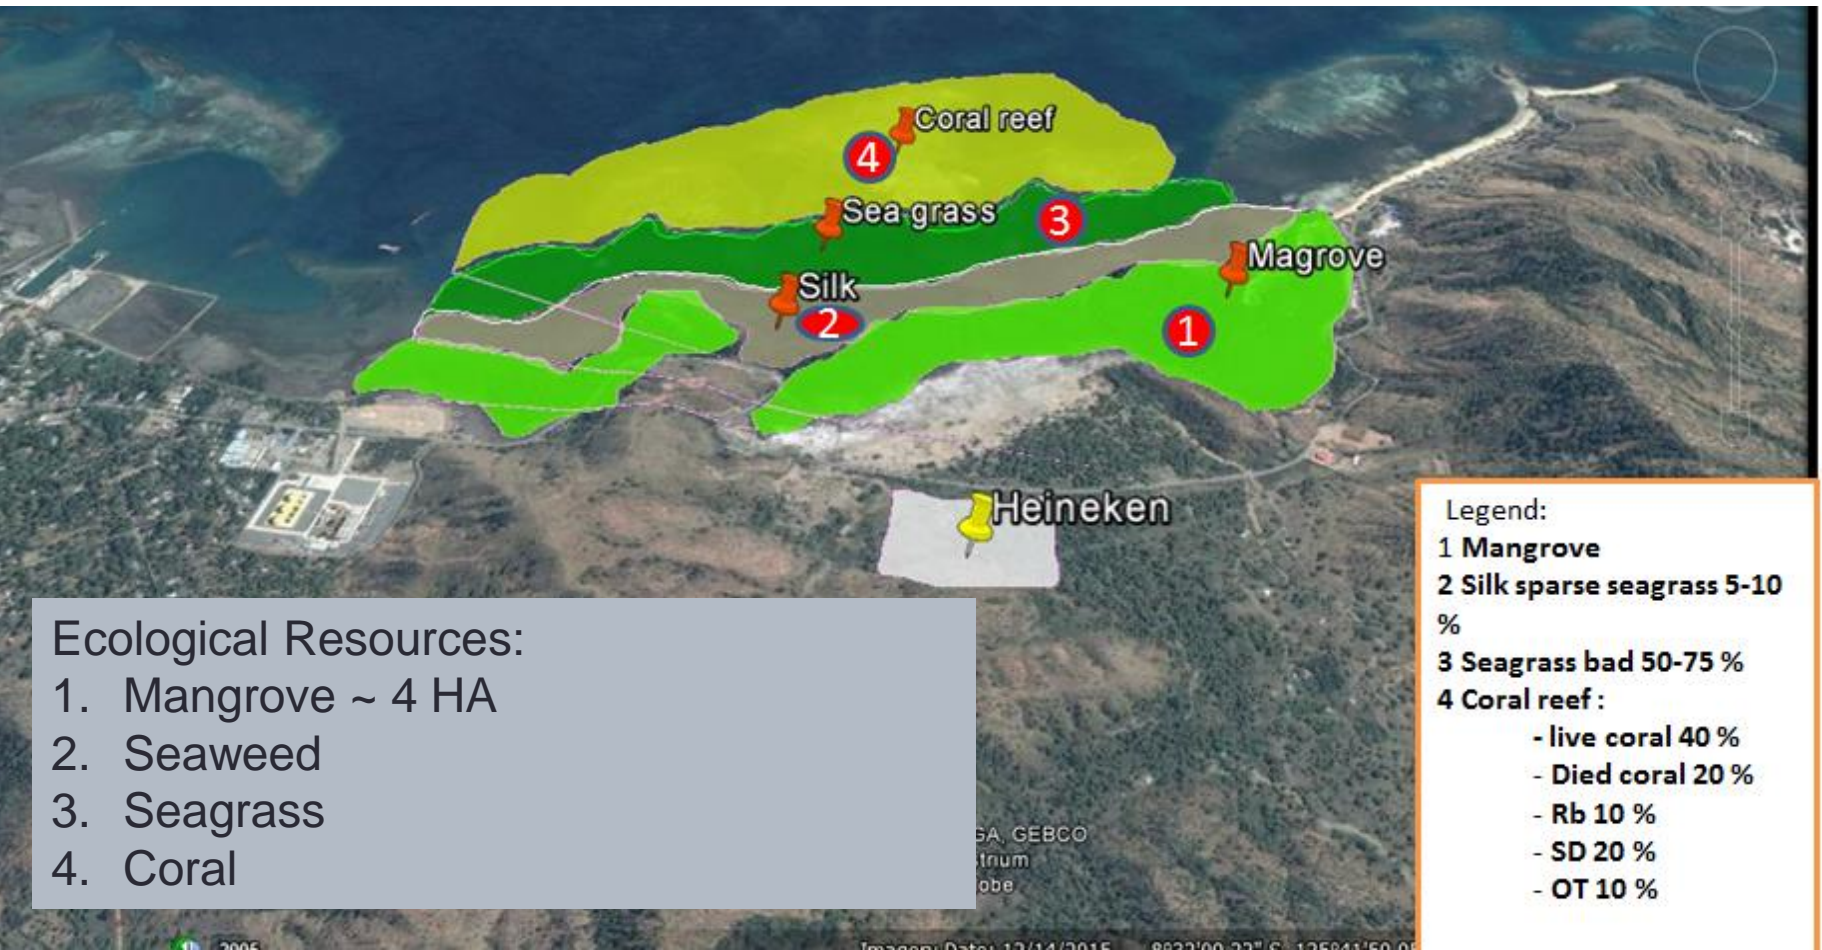 Coral reef
4
Sea grass
3
Magrove
Silk
2
1
Heineken
Ecological Resources:
1. Mangrove ~ 4 HA
2. Seaweed
3. Seagrass
4. Coral
Legend:
1 Mangrove
2 Silk sparse seagrass 5-10
%
3 Seagrass bad 50-75 %
4 Coral reef :
- live coral 40 %
- Died coral 20 %
- Rb 10 %
- SD 20 %
- OT 10 %
GEBCO
Imagery Date: 12/14/2015